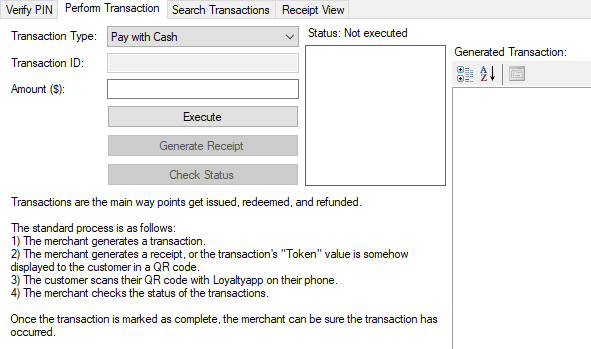 Verify PIN
Perform Transaction
Search Transactions
Receipt View
Transaction Type:
Pay with Cash
Status: Not executed
Generated Transaction:
Transaction ID:
Amount ($):
Execute
Generate Receipt
Check Status
Transactions are the main way points get issued, redeemed, and refunded.
The standard process is as follows:
1) The merchant generates a transaction.
2) The merchant generates a receipt, or the transaction's "Token" value is somehow
displayed to the customer in a QR code.
3) The customer scans their QR code with Loyaltyapp on their phone.
4) The merchant checks the status of the transactions.
Once the transaction is marked as complete, the merchant can be sure the transaction has
occurred.